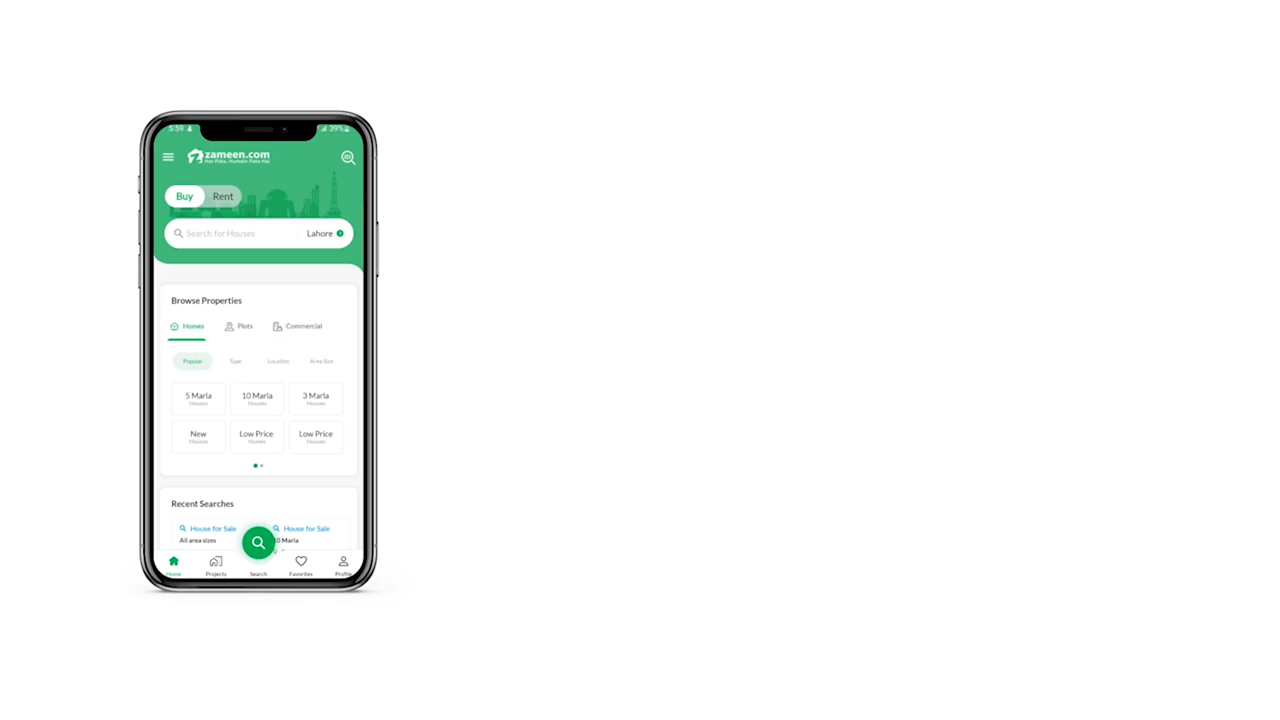 5:59
39%
zameen.com
Har Pata, Humein Pata Hai
Buy Rent
Search for Houses Lahore
Browse Properties
Homes Plots Commercial
Popular Type Location Area Size
5 Marla 10 Marla 3 Marla
Houses Houses Houses
New Low Price Low Price
Houses Homes Houses
Recent Searches
House for Sale House for Sale
All area sizes 10 Marla
Home Projects Search Favorites Profile